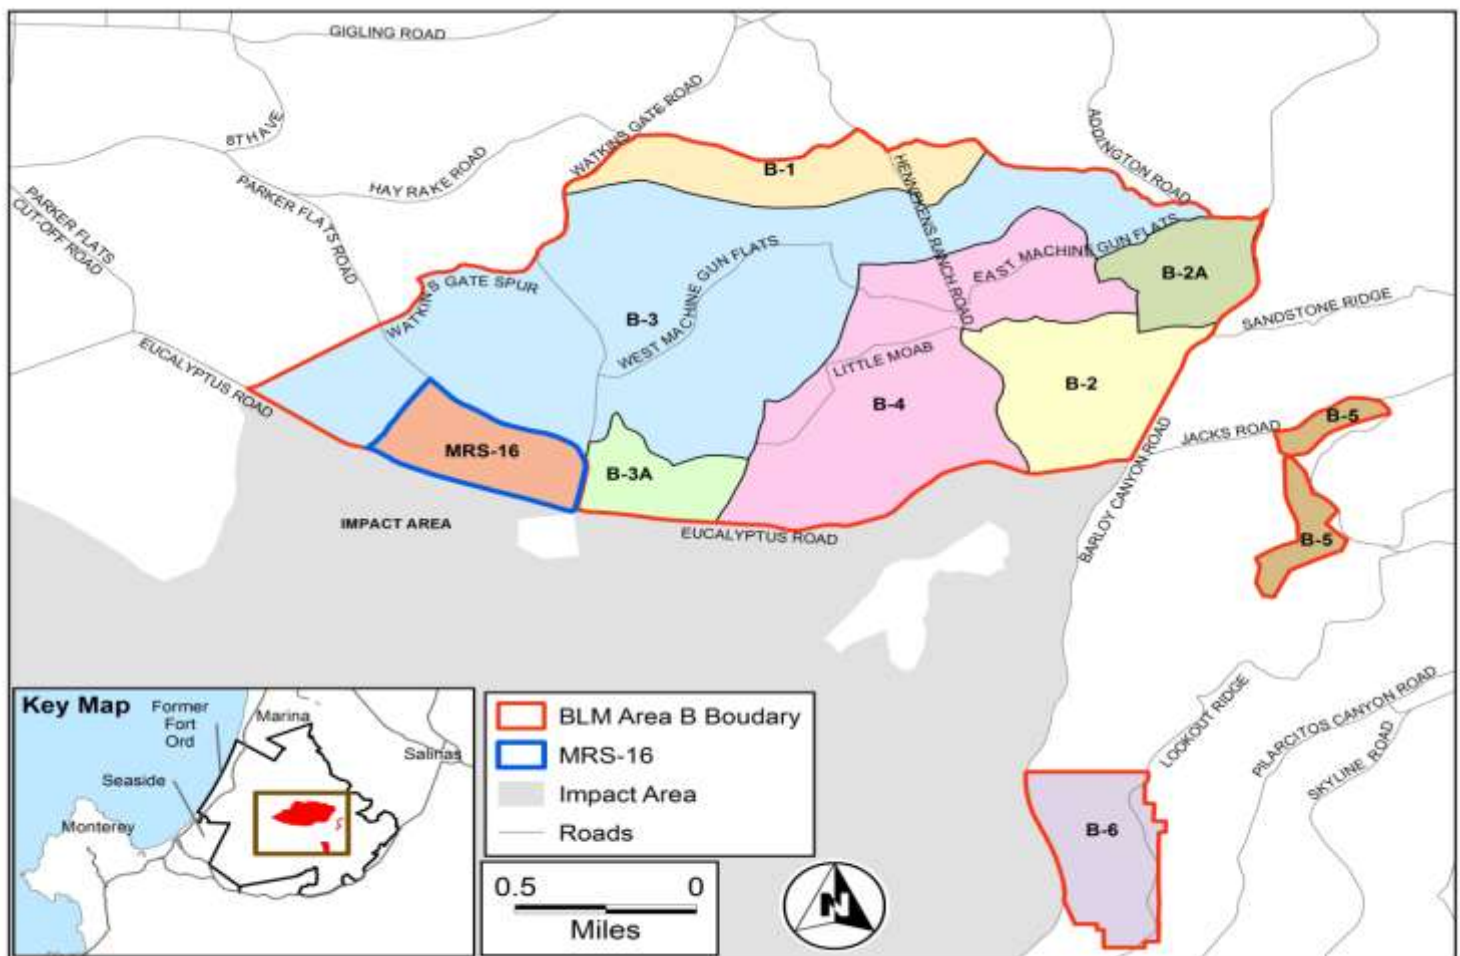 GIGLING ROAD
8TH AVE
WATKINS GATE ROAD
ADDINGTON ROAD
HAY RAKE ROAD
B-1
HENNEKENS RANCH ROAD
PARKER FLATS
CUT-OFF ROAD
PARKER FLATS ROAD
WATKIN'S GATE SPUR
WEST MACHINE GUN FLATS
EAST MACHINE GUN FLATS
B-2A
SANDSTONE RIDGE
B-3
EUCALYPTUS ROAD
LITTLE MOAB
B-2
B-4
JACKS ROAD
B-5
MRS-16
B-3A
BARLOY CANYON ROAD
IMPACT AREA
EUCALYPTUS ROAD
B-5
LOOKOUT RIDGE
PILARCITOS CANYON ROAD
SKYLINE ROAD
B-6
Key Map
Former
Fort
Ord
Marina
Salinas
Seaside
Monterey
BLM Area B Boudary
MRS-16
Impact Area
Roads
0.5 0
Miles
N